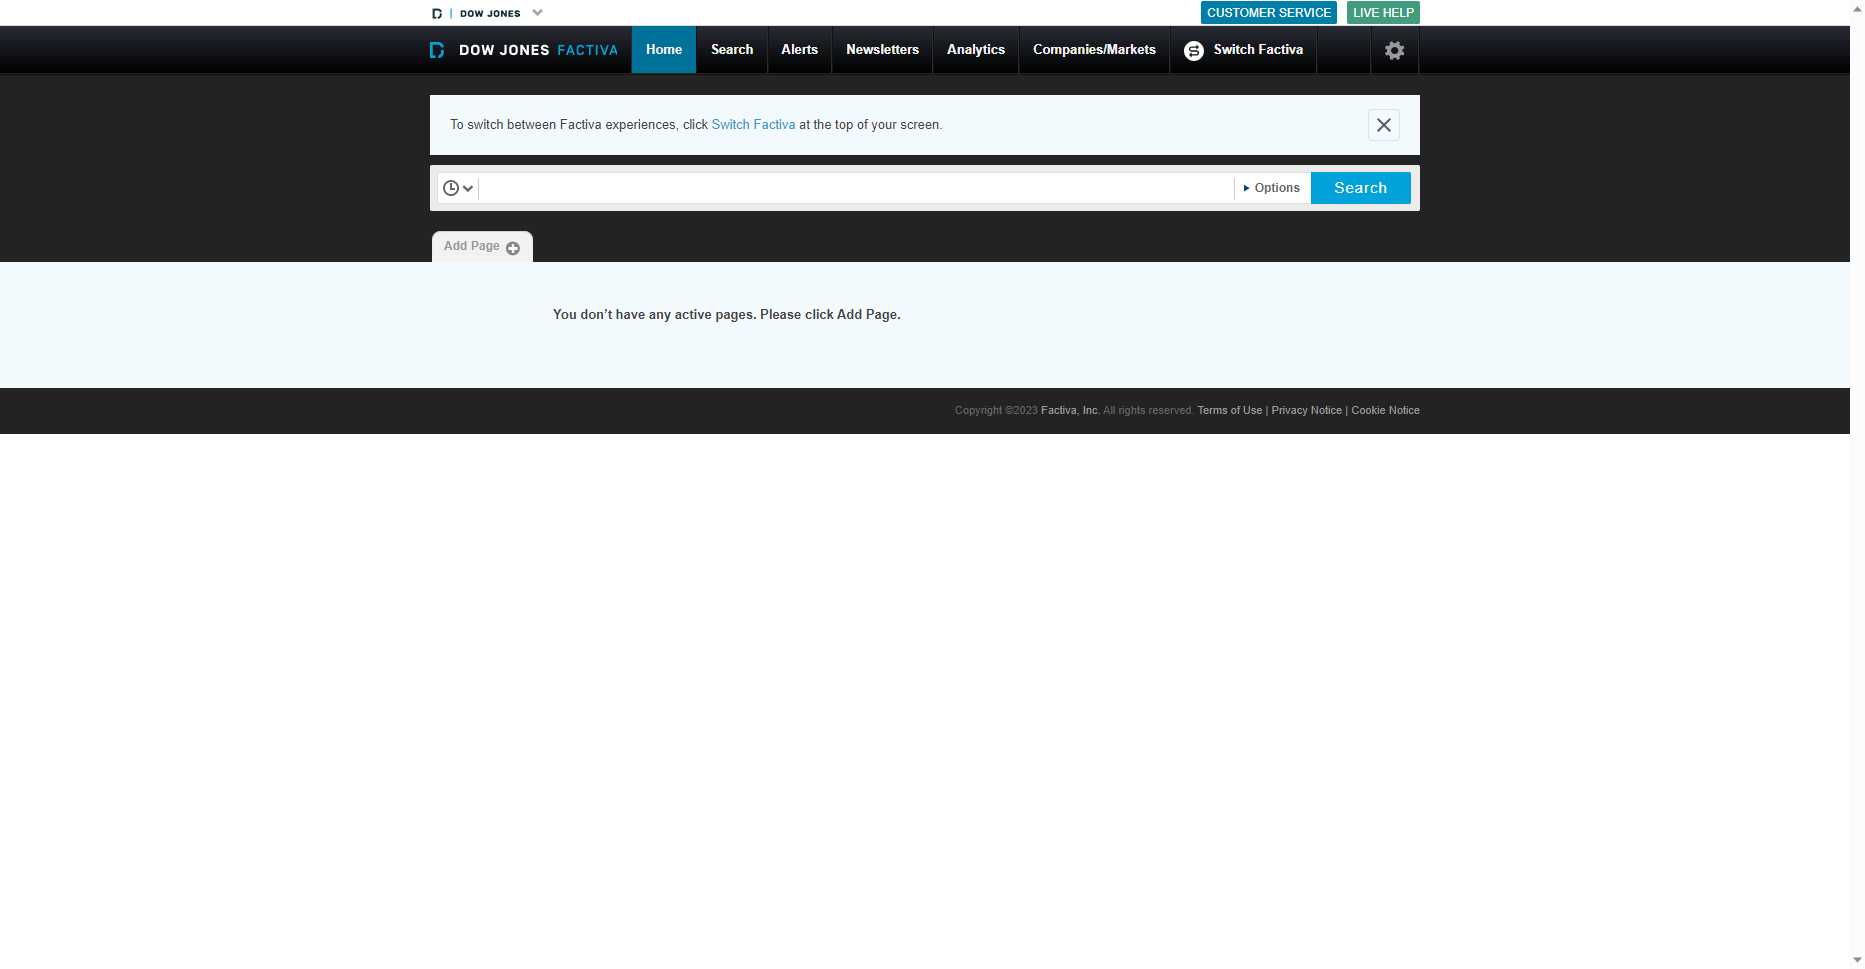 DOW JONES
CUSTOMER SERVICE
LIVE HELP
DOW JONES FACTIVA
Home
Search
Alerts
Newsletters
Analytics
Companies/Markets
Switch Factiva
To switch between Factiva experiences, click Switch Factiva at the top of your screen.
Options
Search
Add Page
You don’t have any active pages. Please click Add Page.
Copyright ©2023 Factiva, Inc. All rights reserved. Terms of Use | Privacy Notice | Cookie Notice